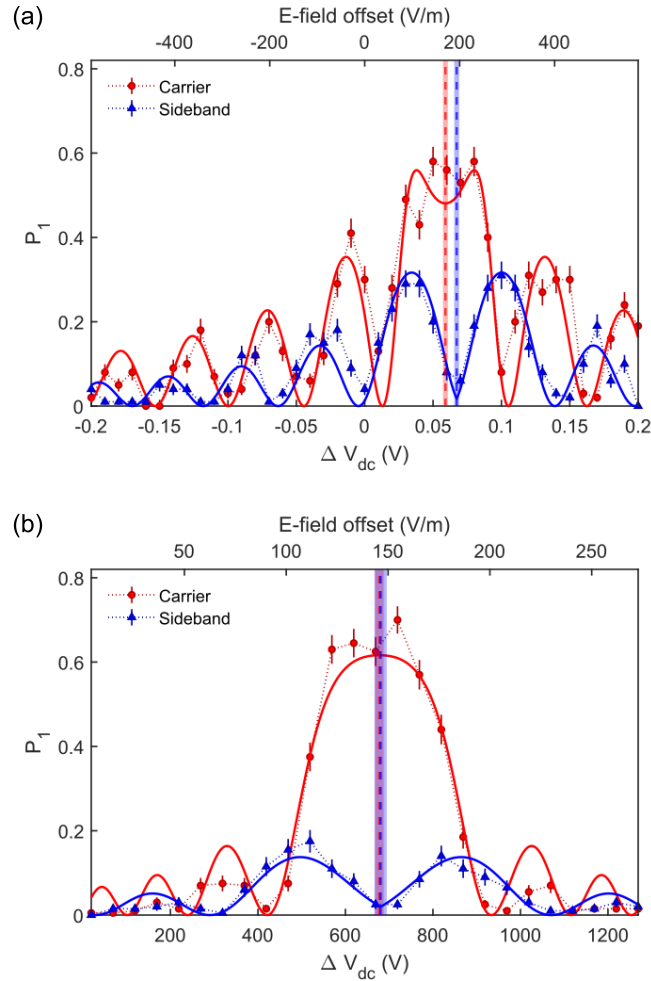 (a)
E-field offset (V/m)
-400 -200 0 200 400
0.8
0.6
0.4
0.2
0
P1
Carrier
Sideband
-0.2 -0.15 -0.1 -0.05 0 0.05 0.1 0.15 0.2
Δ Vdc (V)
(b)
E-field offset (V/m)
50 100 150 200 250
0.8
0.6
0.4
0.2
0
P1
Carrier
Sideband
200 400 600 800 1000 1200
Δ Vdc (V)